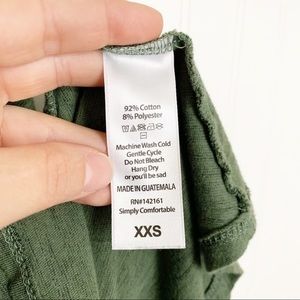 92% Cotton
8% Polyester
Machine Wash Cold
Gentle Cycle
Do Not Bleach
Hang Dry
or you'll be sad
MADE IN GUATEMALA
RN#142161
Simply Comfortable
XXS